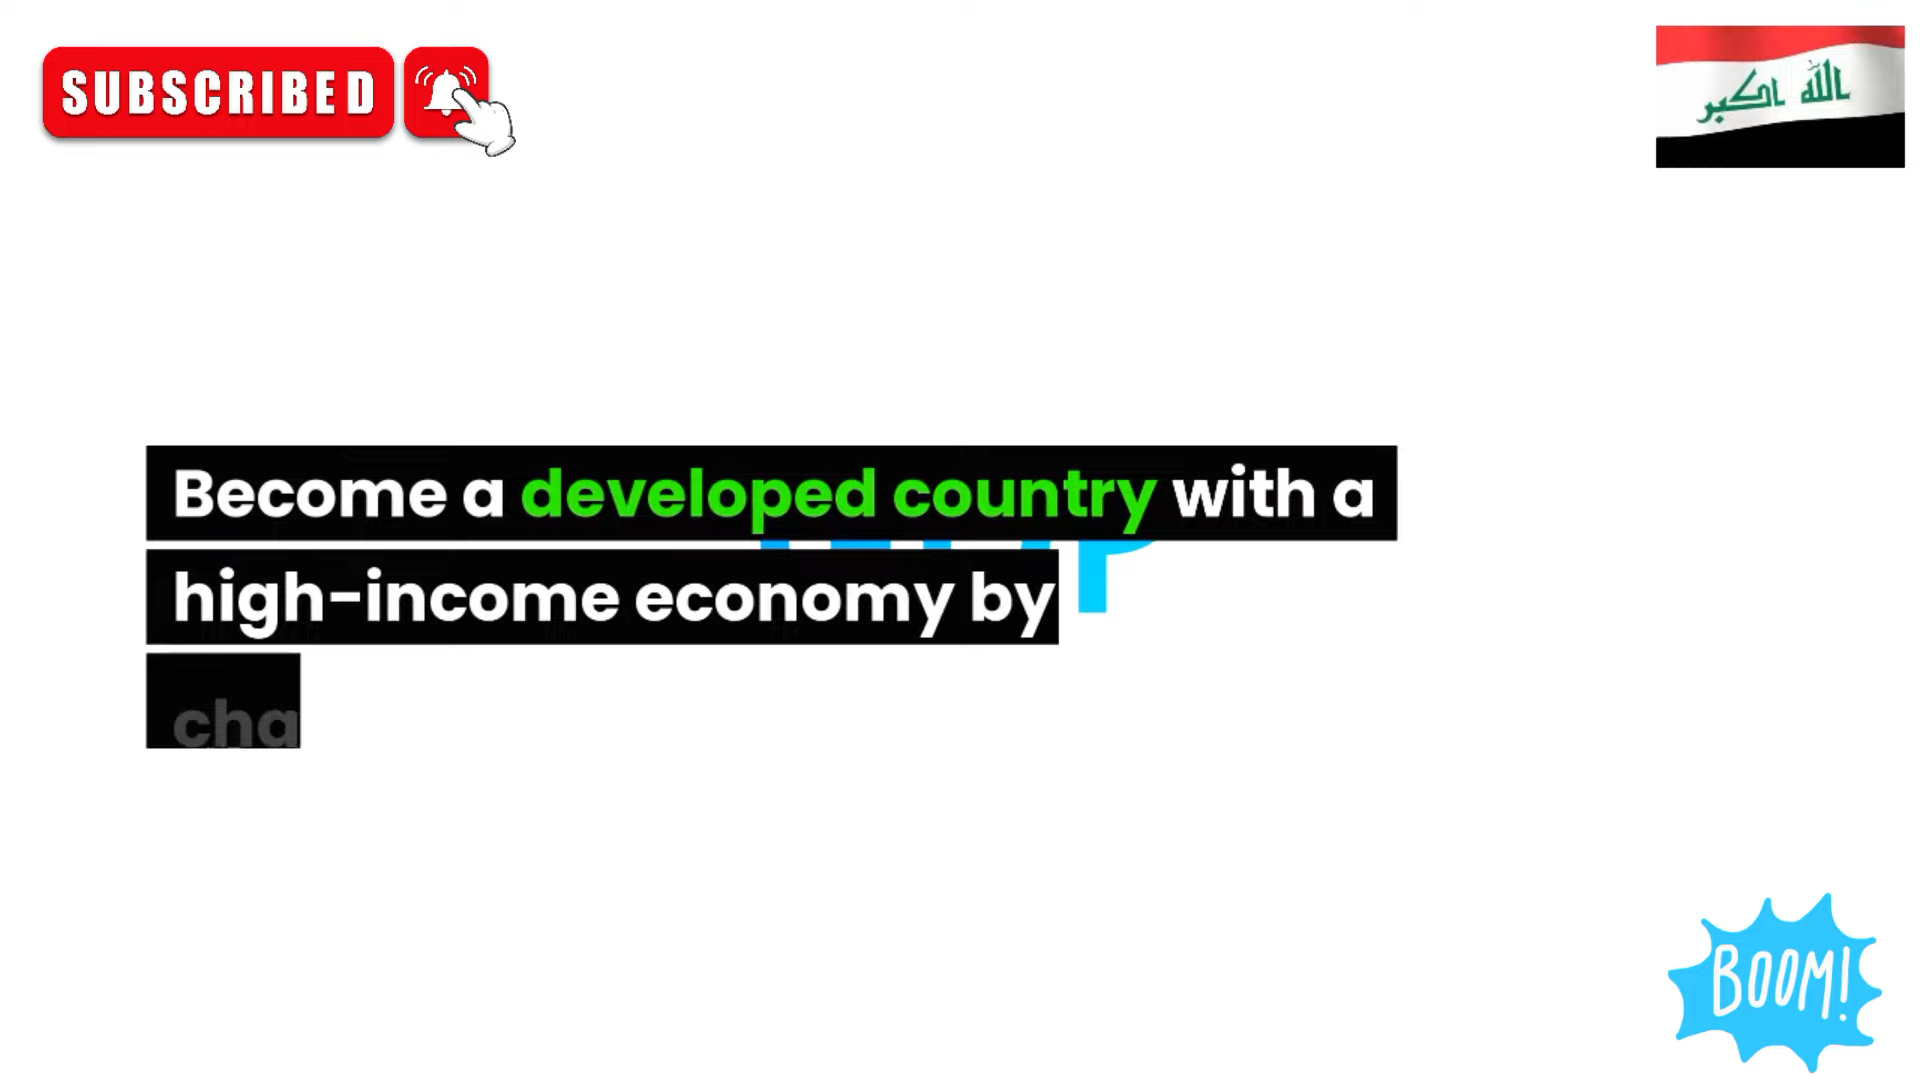 SUBSCRIBED
الله اكبر
Become a developed country with a
high-income economy by
cha
BOOM!